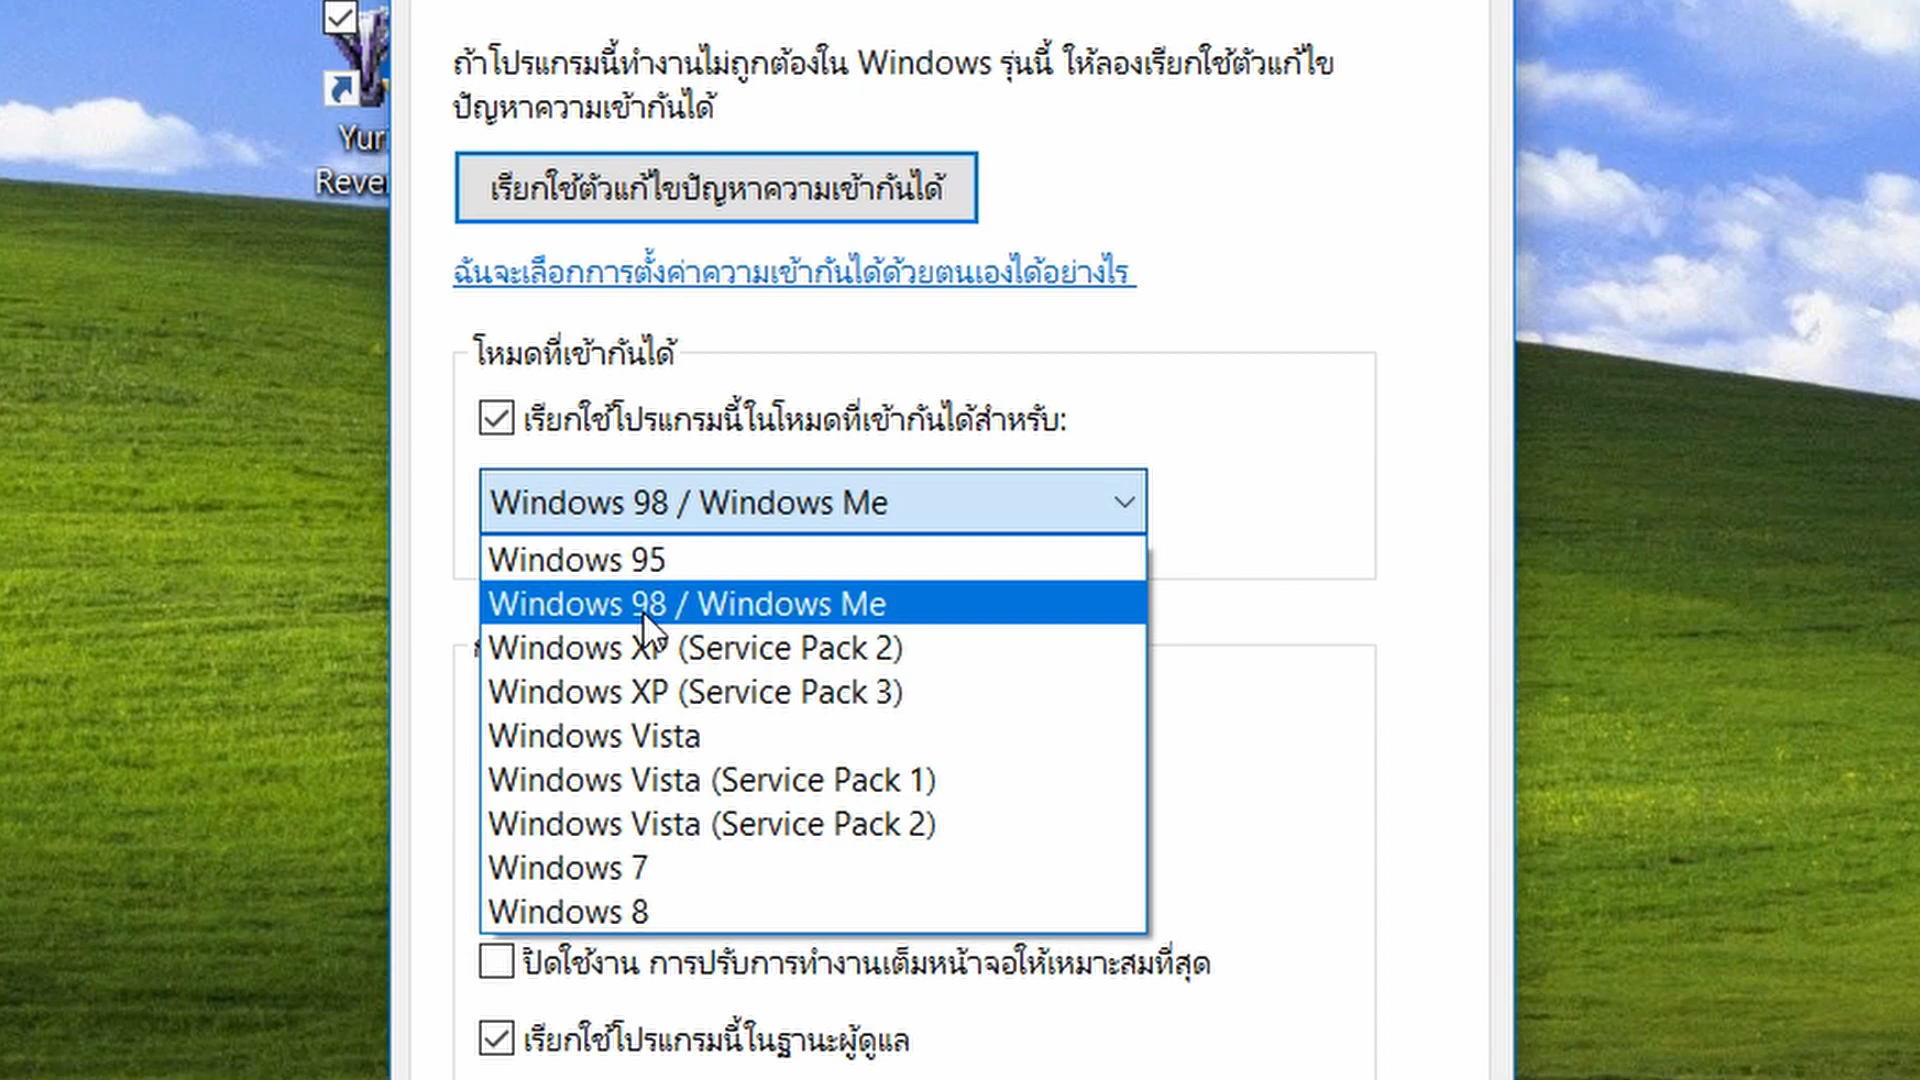 Yuri
Reve
ถ้าโปรแกรมนี้ทำงานไม่ถูกต้องใน Windows รุ่นนี้ ให้ลองเรียกใช้ตัวแก้ไข
ปัญหาความเข้ากันได้
เรียกใช้ตัวแก้ไขปัญหาความเข้ากันได้
ฉันจะเลือกการตั้งค่าความเข้ากันได้ด้วยตนเองได้อย่างไร
โหมดที่เข้ากันได้
เรียกใช้โปรแกรมนี้ในโหมดที่เข้ากันได้สำหรับ:
Windows 98 / Windows Me
Windows 95
Windows 98 / Windows Me
Windows XP (Service Pack 2)
Windows XP (Service Pack 3)
Windows Vista
Windows Vista (Service Pack 1)
Windows Vista (Service Pack 2)
Windows 7
Windows 8
ปิดใช้งาน การปรับการทำงานเต็มหน้าจอให้เหมาะสมที่สุด
เรียกใช้โปรแกรมนี้ในฐานะผู้ดูแล